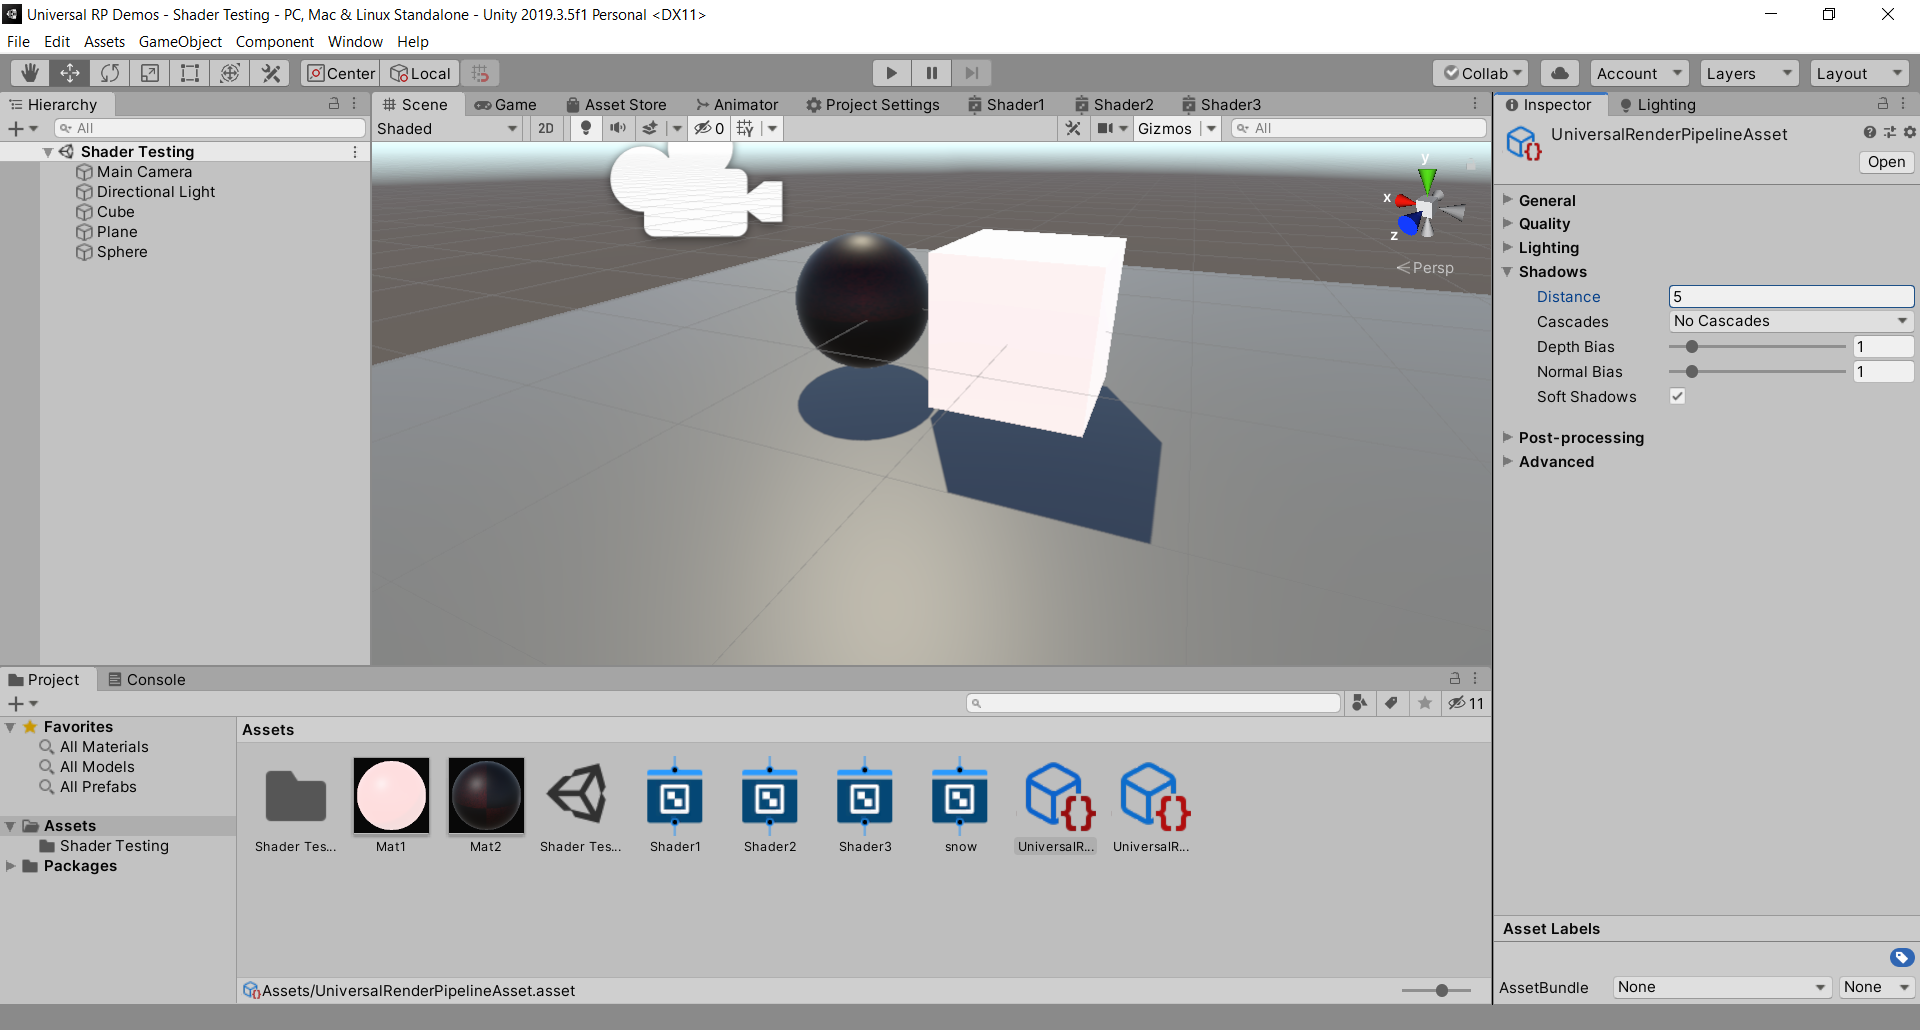 Universal RP Demos - Shader Testing - PC, Mac & Linux Standalone - Unity 2019.3.5f1 Personal <DX11>
File Edit Assets GameObject Component Window Help
Center Local Collab Account Layers Layout
Hierarchy
All
Shader Testing
Main Camera
Directional Light
Cube
Plane
Sphere
Scene Game Asset Store Animator Project Settings Shader1 Shader2 Shader3
Shaded 2D 0 Gizmos All
y
x
z
Persp
Inspector Lighting
UniversalRenderPipelineAsset
Open
General
Quality
Lighting
Shadows
Distance 5
Cascades No Cascades
Depth Bias 1
Normal Bias 1
Soft Shadows
Post-processing
Advanced
Project Console
11
Favorites
All Materials
All Models
All Prefabs
Assets
Shader Testing
Packages
Assets
Shader Tes... Mat1 Mat2 Shader Tes... Shader1 Shader2 Shader3 snow UniversalR... UniversalR...
Assets/UniversalRenderPipelineAsset.asset
Asset Labels
AssetBundle None None